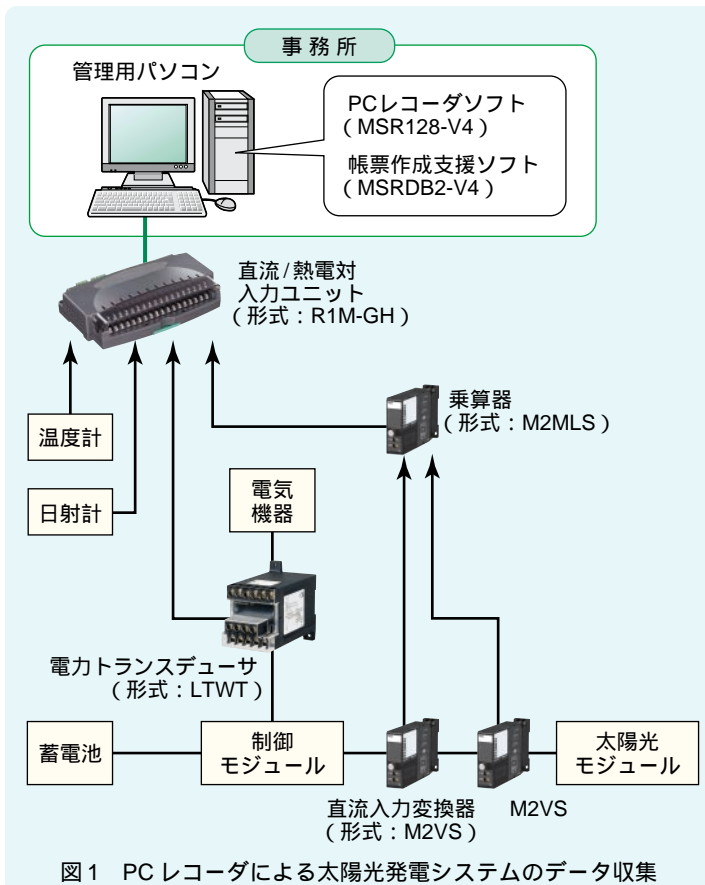 事務所
管理用パソコン
PCレコーダソフト
（MSR128-V4）
帳票作成支援ソフト
（MSRDB2-V4）
直流/熱電対
入力ユニット
（形式：R1M-GH）
乗算器
（形式：M2MLS）
温度計
日射計
電気
機器
電力トランスデューサ
（形式：LTWT）
蓄電池
制御
モジュール
太陽光
モジュール
直流入力変換器
（形式：M2VS）
M2VS
図1　PCレコーダによる太陽光発電システムのデータ収集